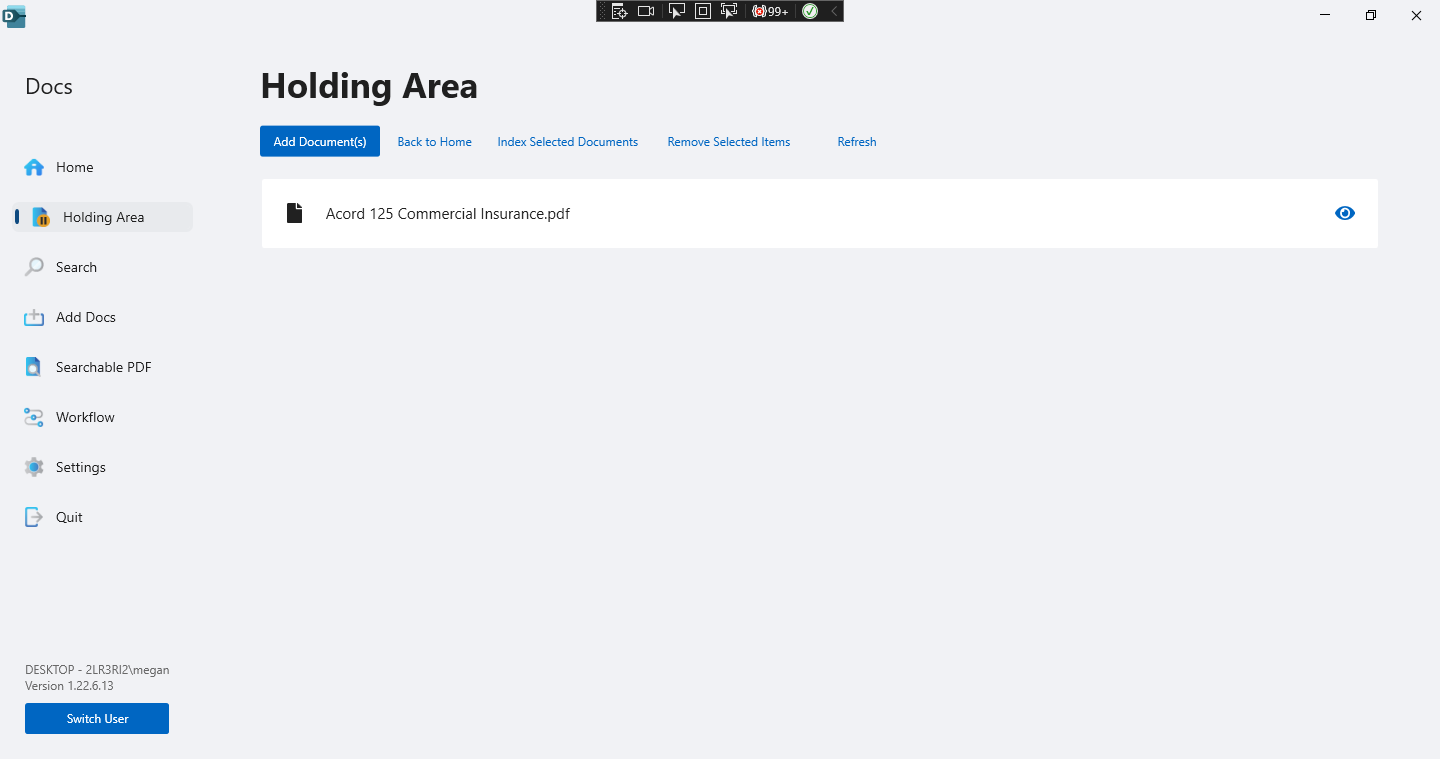 D
99+
Docs
Holding Area
Add Document(s) Back to Home Index Selected Documents Remove Selected Items Refresh
Home
Holding Area
Search
Add Docs
Searchable PDF
Workflow
Settings
Quit
Acord 125 Commercial Insurance.pdf
DESKTOP - 2LR3RI2\megan
Version 1.22.6.13
Switch User